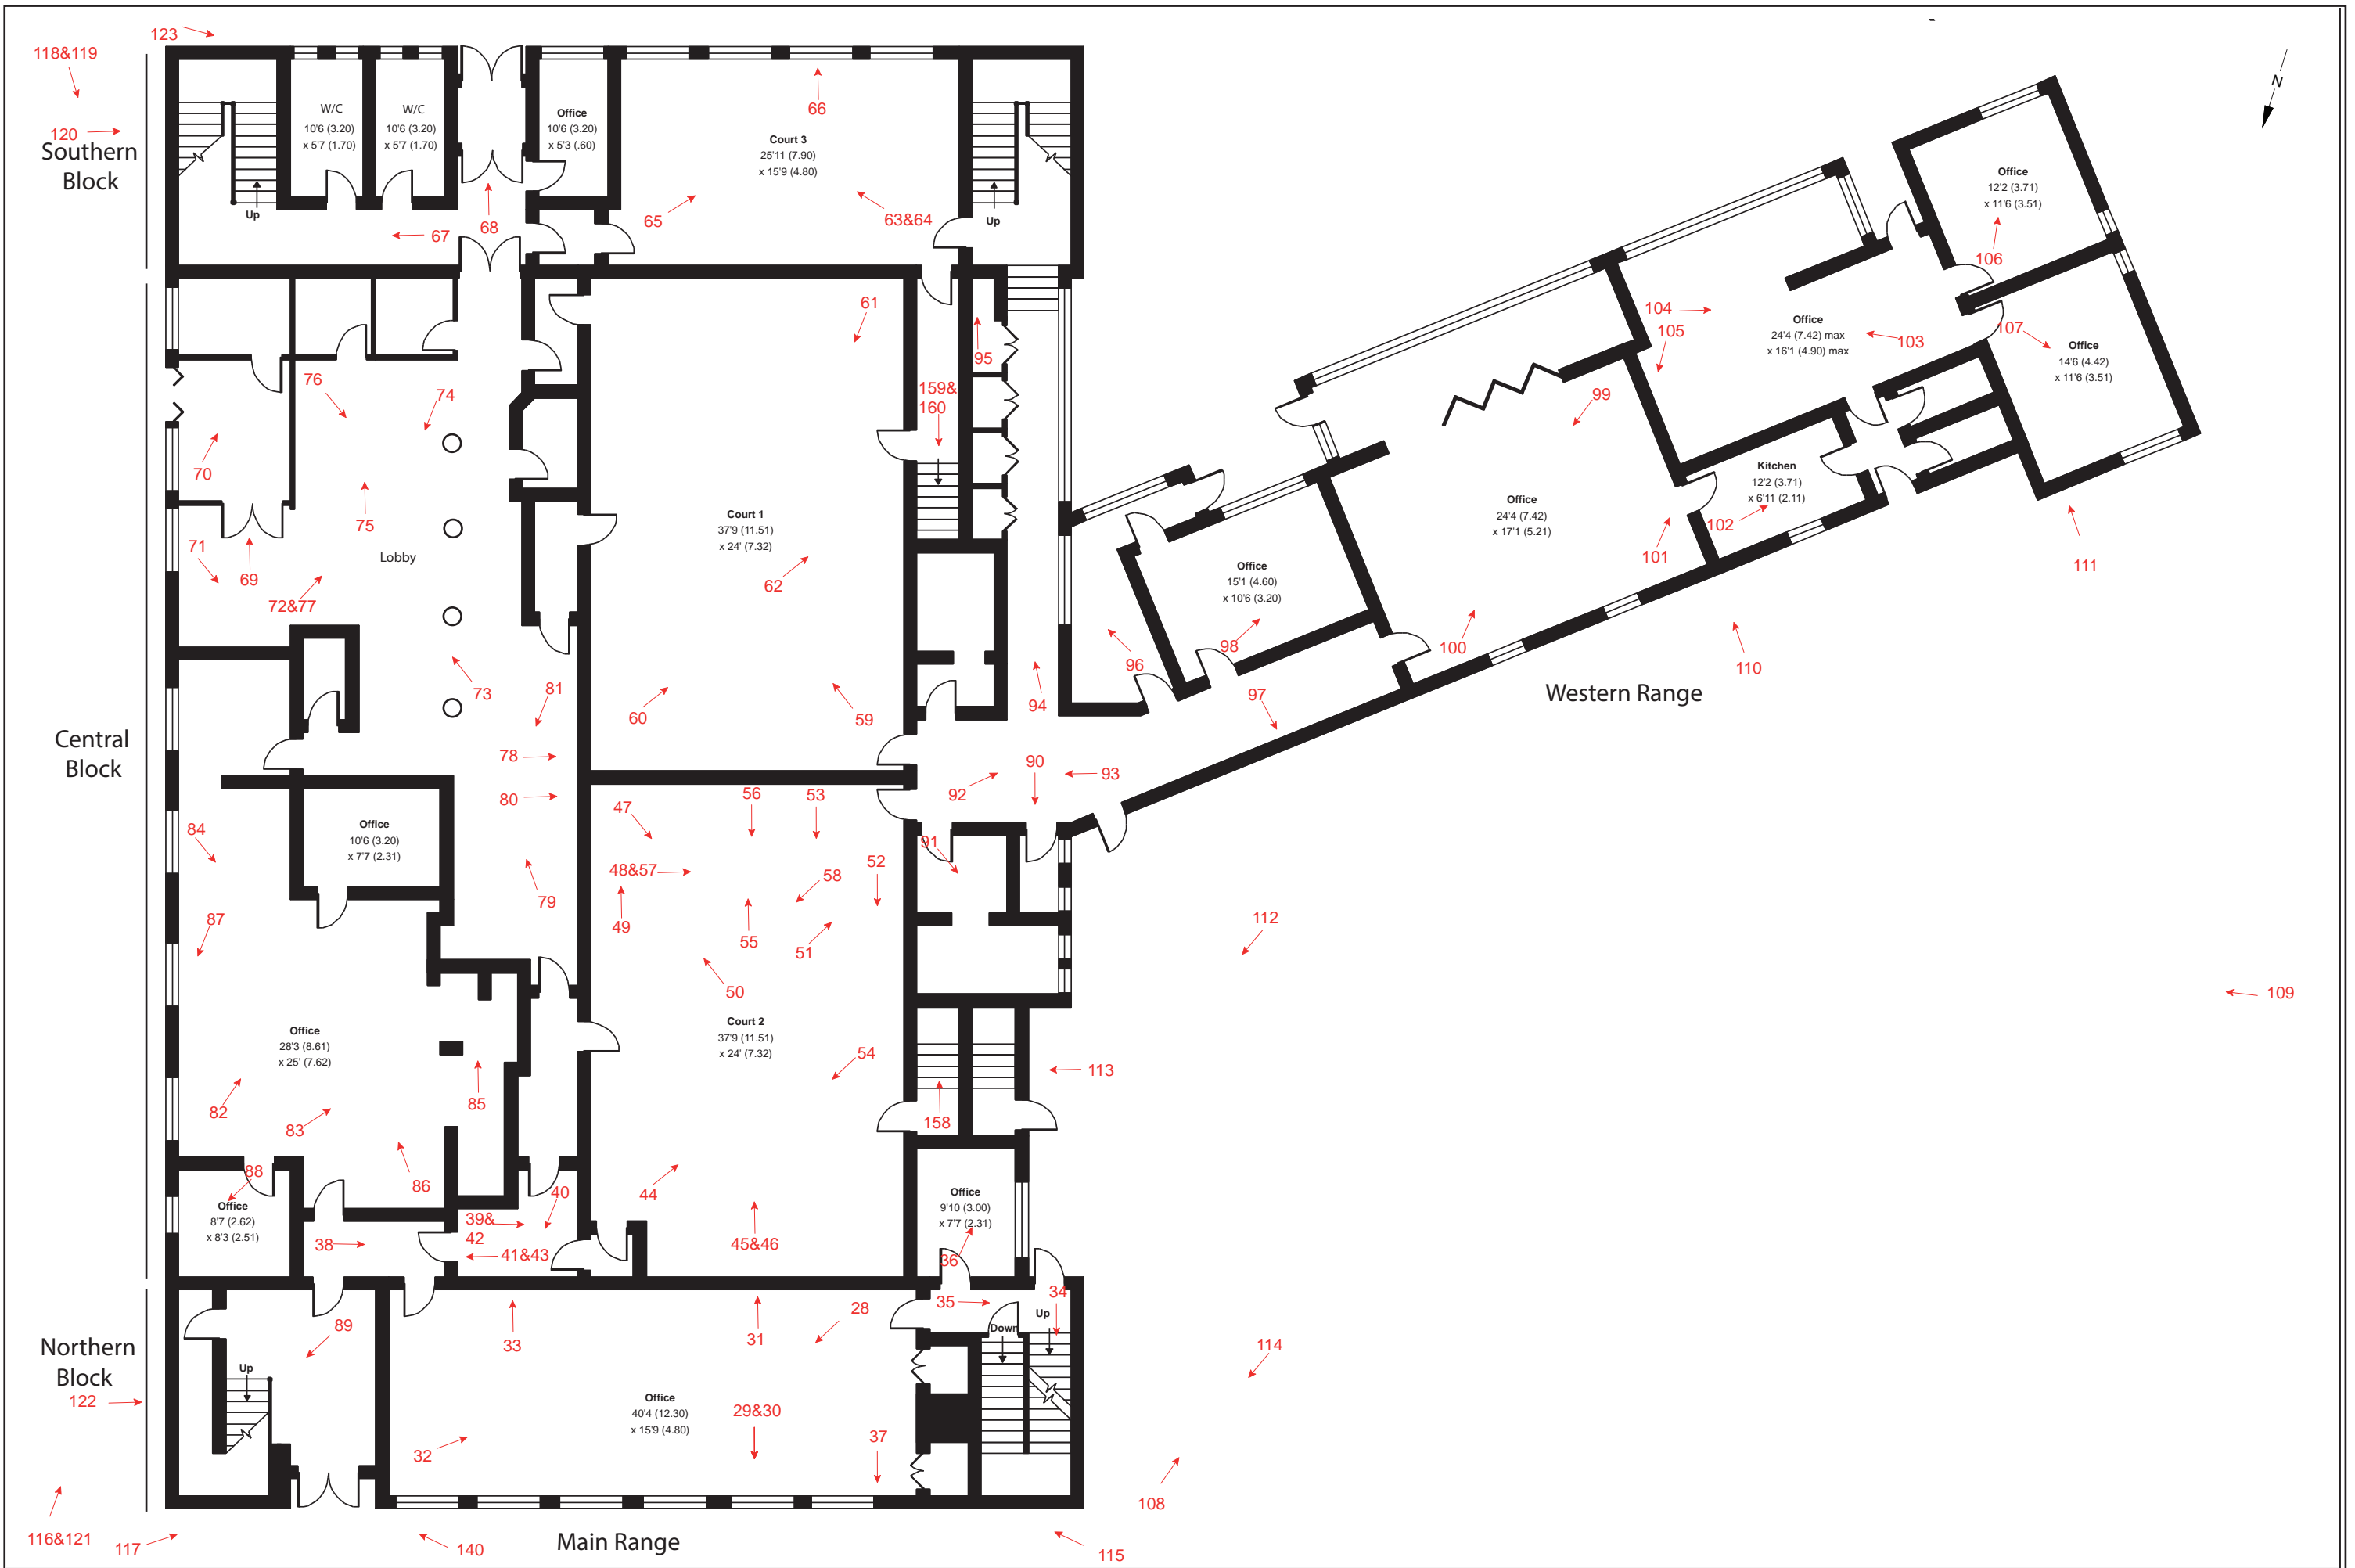 123
118&119
120
Southern
Block
W/C
10'6 (3.20)
x 5'7 (1.70)
W/C
10'6 (3.20)
x 5'7 (1.70)
Office
10'6 (3.20)
x 5'3 (.60)
66
Court 3
25'11 (7.90)
x 15'9 (4.80)
65
63&64
Up
67
68
Up
N
Office
12'2 (3.71)
x 11'6 (3.51)
106
61
104
105
Office
24'4 (7.42) max
x 16'1 (4.90) max
103
107
Office
14'6 (4.42)
x 11'6 (3.51)
95
76
74
159&
160
99
70
75
Court 1
37'9 (11.51)
x 24' (7.32)
Kitchen
12'2 (3.71)
x 6'11 (2.11)
102
Office
24'4 (7.42)
x 17'1 (5.21)
101
111
71
69
Lobby
72&77
62
Office
15'1 (4.60)
x 10'6 (3.20)
98
96
100
110
Western Range
73
81
60
59
94
97
Central
Block
78
80
90
92
93
47
56
53
84
Office
10'6 (3.20)
x 7'7 (2.31)
48&57
58
52
91
49
79
87
55
51
112
50
109
Office
28'3 (8.61)
x 25' (7.62)
Court 2
37'9 (11.51)
x 24' (7.32)
54
113
82
83
85
158
86
44
88
Office
8'7 (2.62)
x 8'3 (2.51)
38
39&
42
40
41&43
45&46
Office
9'10 (3.00)
x 7'7 (2.31)
36
34
35
Up
Down
28
31
33
89
114
Northern
Block
122
Up
Office
40'4 (12.30)
x 15'9 (4.80)
29&30
32
37
108
116&121
117
140
Main Range
115